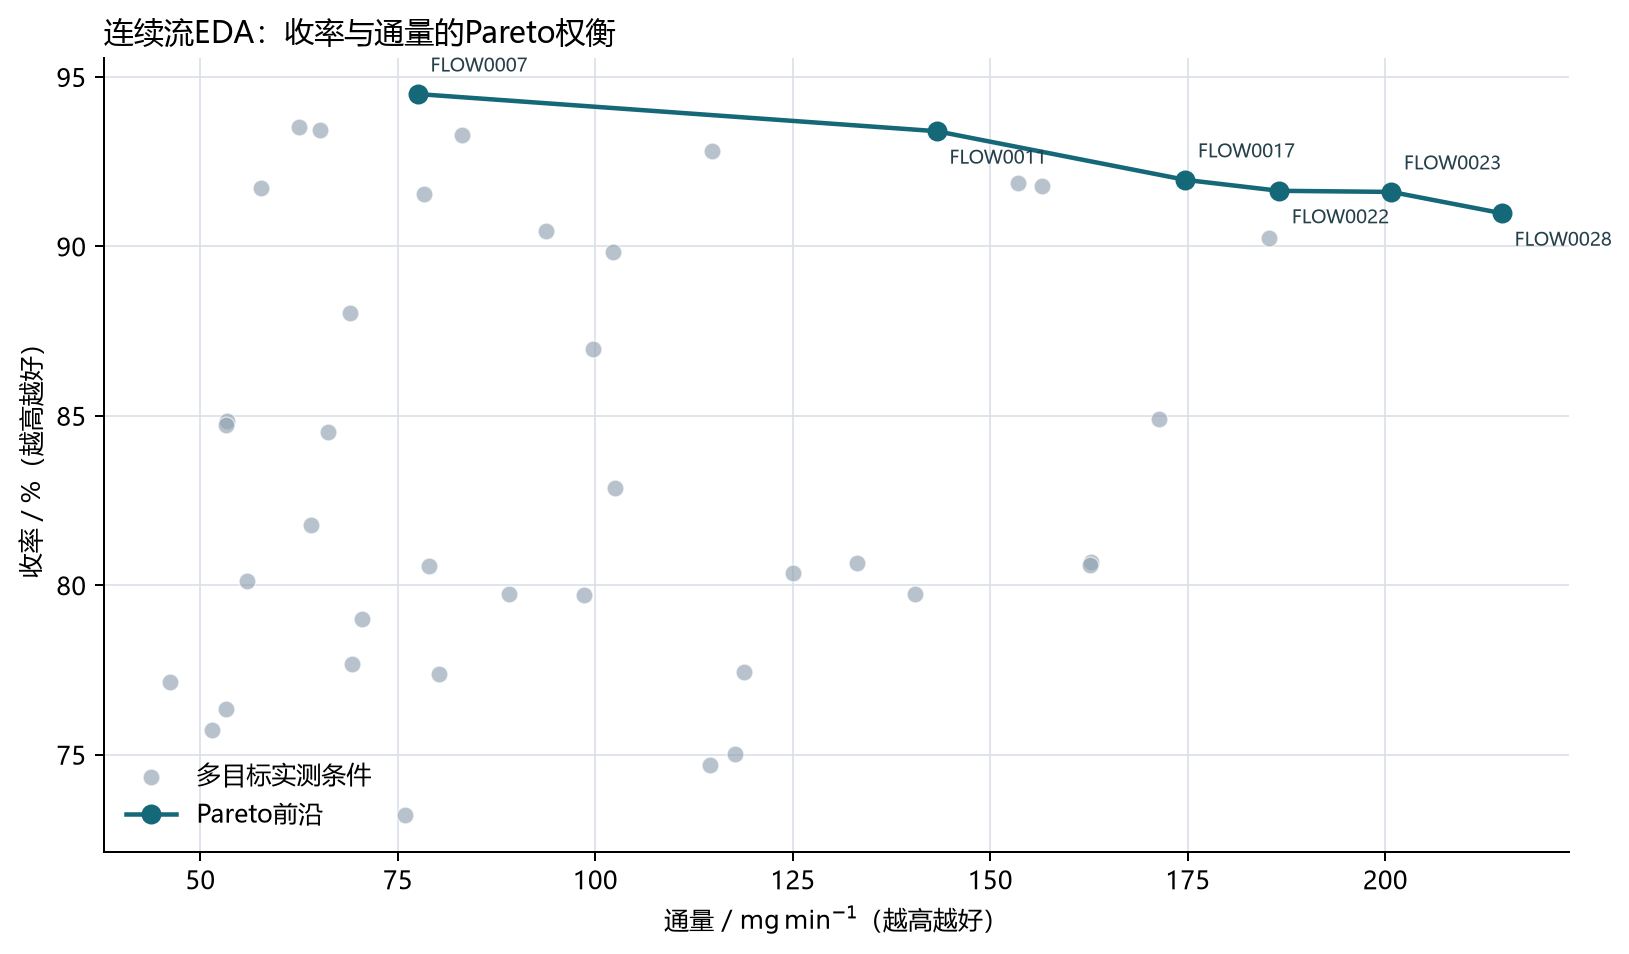 连续流EDA：收率与通量的Pareto权衡
FLOW0007
FLOW0011
FLOW0017
FLOW0022
FLOW0023
FLOW0028
95
90
85
80
75
收率 / %（越高越好）
多目标实测条件
Pareto前沿
50 75 100 125 150 175 200
通量 / mg min⁻¹（越高越好）